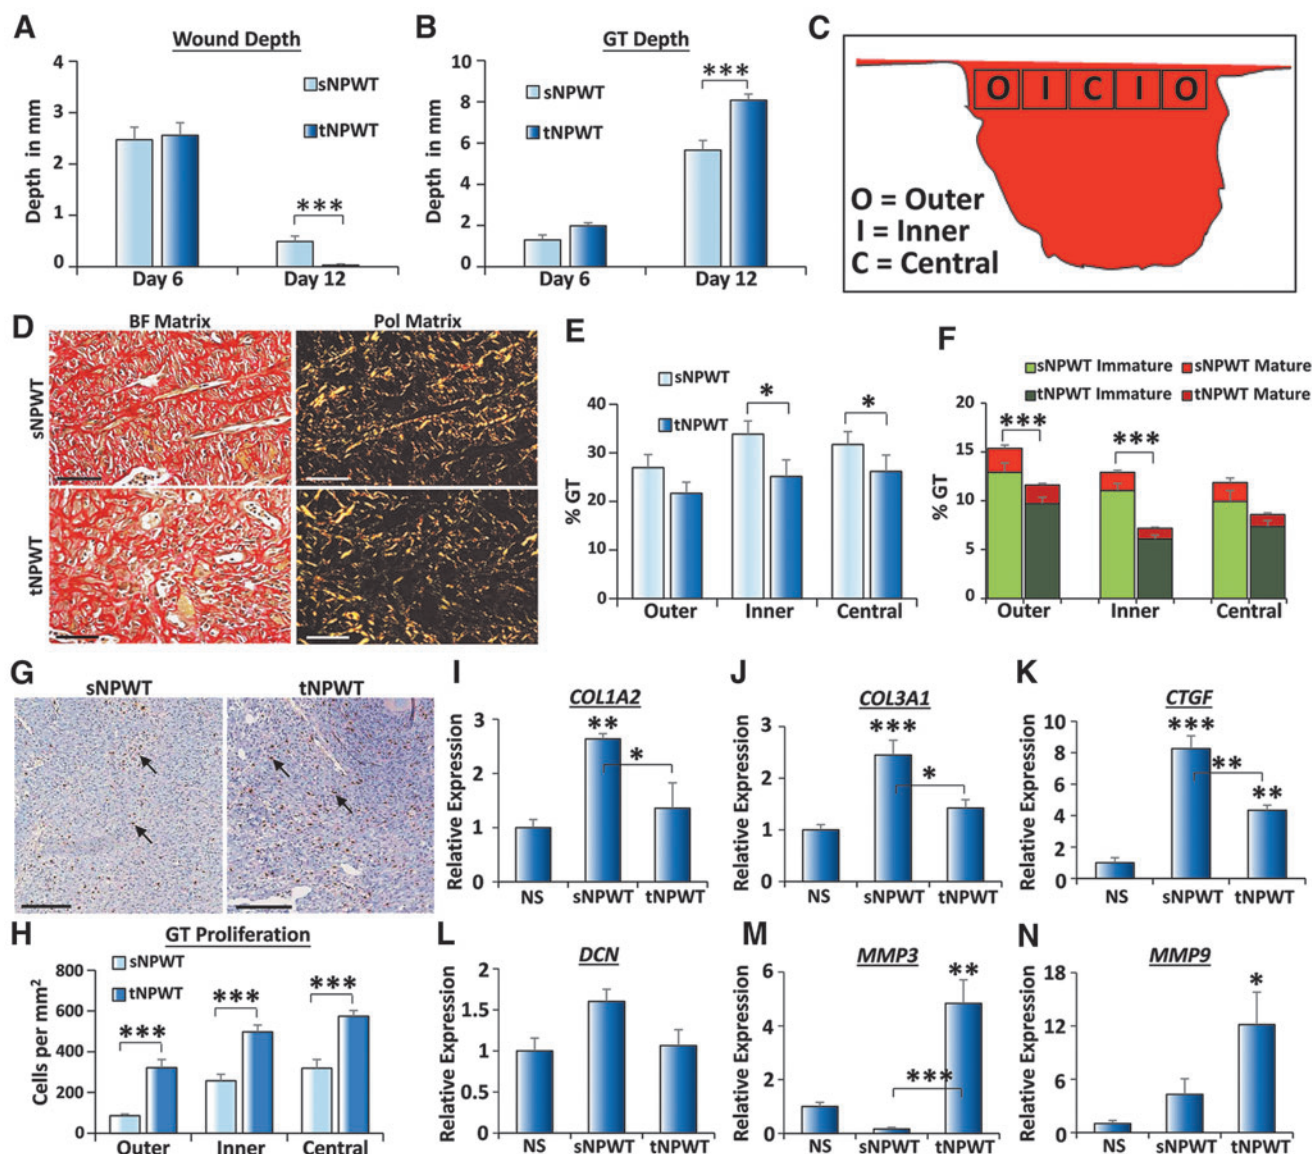 A
Wound Depth
Depth in mm
4
3
2
1
0
sNPWT
tNPWT
***
Day 6
Day 12
B
GT Depth
Depth in mm
10
8
6
4
2
0
sNPWT
tNPWT
***
Day 6
Day 12
C
O I C I O
O = Outer
I = Inner
C = Central
D
BF Matrix
Pol Matrix
sNPWT
tNPWT
E
sNPWT
tNPWT
% GT
40
30
20
10
0
*
*
Outer
Inner
Central
F
sNPWT Immature
sNPWT Mature
tNPWT Immature
tNPWT Mature
% GT
20
15
10
5
0
***
***
Outer
Inner
Central
G
sNPWT
tNPWT
H
GT Proliferation
sNPWT
tNPWT
Cells per mm2
800
600
400
200
0
***
***
***
Outer
Inner
Central
I
COL1A2
Relative Expression
3
2
1
0
**
*
NS
sNPWT
tNPWT
J
COL3A1
Relative Expression
3
2
1
0
***
*
NS
sNPWT
tNPWT
K
CTGF
Relative Expression
10
8
6
4
2
0
***
**
**
NS
sNPWT
tNPWT
L
DCN
Relative Expression
2
1.5
1
0.5
0
NS
sNPWT
tNPWT
M
MMP3
Relative Expression
6
4
2
0
**
***
NS
sNPWT
tNPWT
N
MMP9
Relative Expression
18
12
6
0
*
NS
sNPWT
tNPWT